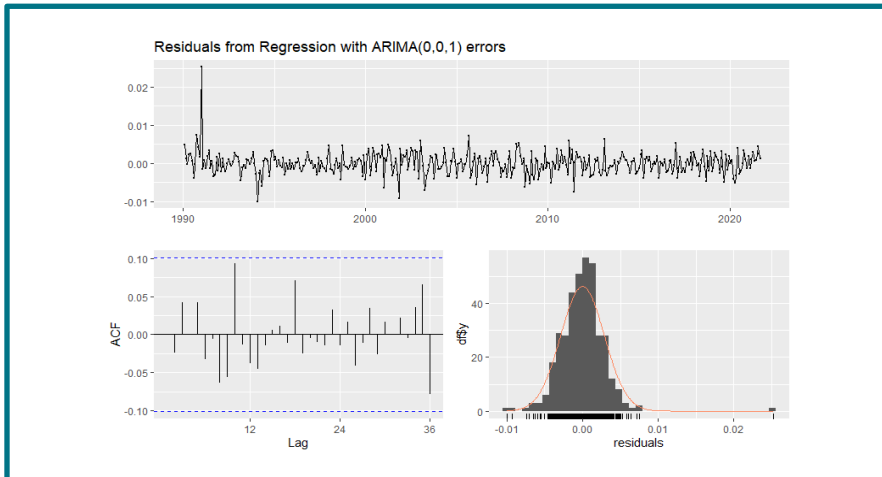 Residuals from Regression with ARIMA(0,0,1) errors
0.02
0.01
0.00
-0.01
1990 2000 2010 2020
0.10
0.05
0.00
-0.05
-0.10
ACF
12 24 36
Lag
40
20
0
df$y
-0.01 0.00 0.01 0.02
residuals